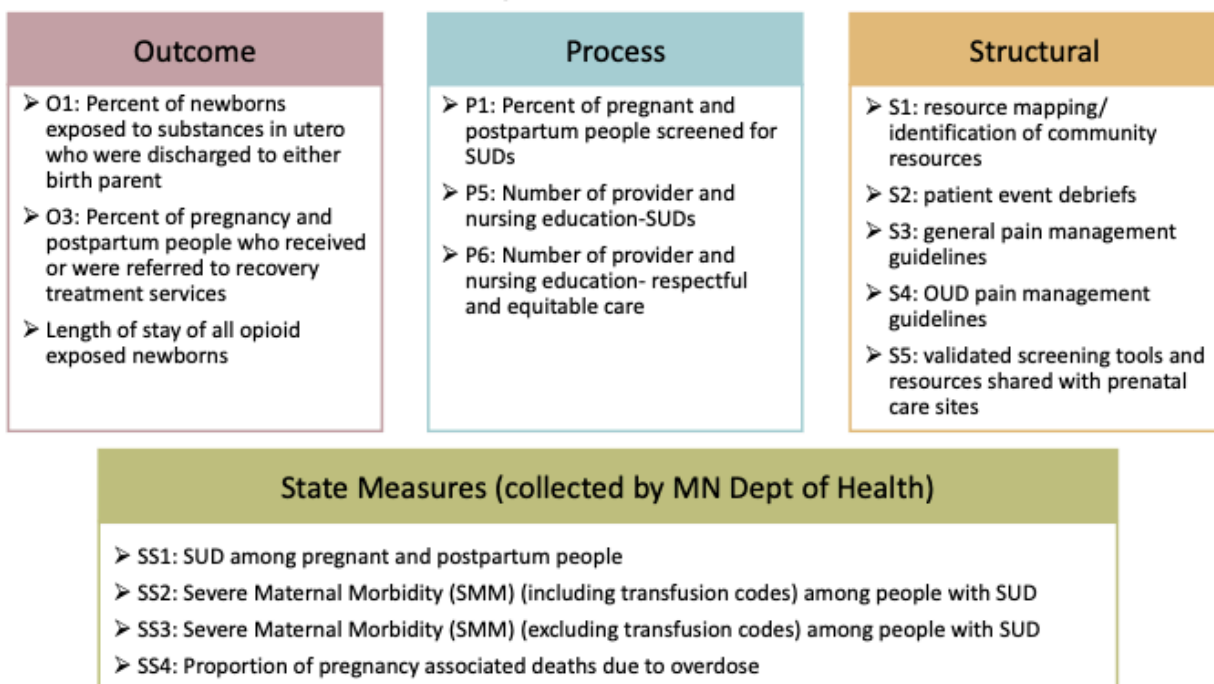 Outcome
➤ O1: Percent of newborns
exposed to substances in utero
who were discharged to either
birth parent
➤ O3: Percent of pregnancy and
postpartum people who received
or were referred to recovery
treatment services
➤ Length of stay of all opioid
exposed newborns
Process
➤ P1: Percent of pregnant and
postpartum people screened for
SUDs
➤ P5: Number of provider and
nursing education-SUDs
➤ P6: Number of provider and
nursing education- respectful
and equitable care
Structural
➤ S1: resource mapping/
identification of community
resources
➤ S2: patient event debriefs
➤ S3: general pain management
guidelines
➤ S4: OUD pain management
guidelines
➤ S5: validated screening tools and
resources shared with prenatal
care sites
State Measures (collected by MN Dept of Health)
➤ SS1: SUD among pregnant and postpartum people
➤ SS2: Severe Maternal Morbidity (SMM) (including transfusion codes) among people with SUD
➤ SS3: Severe Maternal Morbidity (SMM) (excluding transfusion codes) among people with SUD
➤ SS4: Proportion of pregnancy associated deaths due to overdose